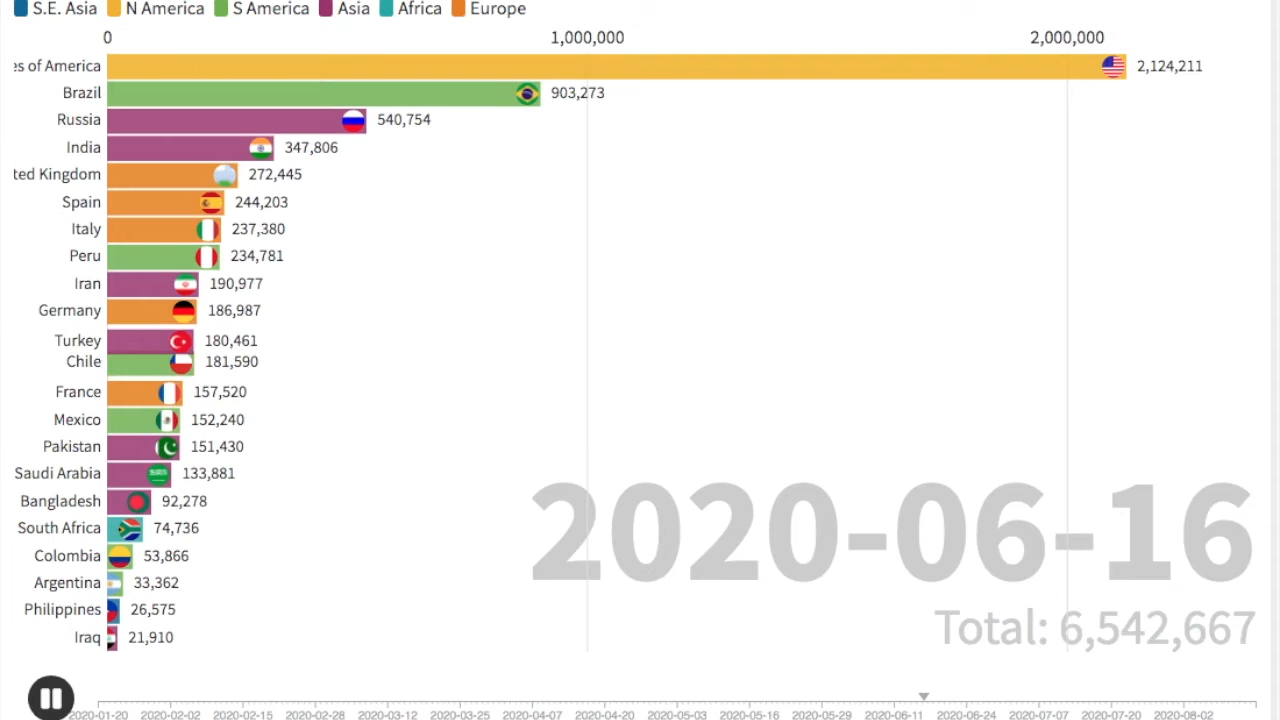 S.E. Asia N America S America Asia Africa Europe
0 1,000,000 2,000,000
es of America 2,124,211
Brazil 903,273
Russia 540,754
India 347,806
ted Kingdom 272,445
Spain 244,203
Italy 237,380
Peru 234,781
Iran 190,977
Germany 186,987
Turkey 180,461
Chile 181,590
France 157,520
Mexico 152,240
Pakistan 151,430
Saudi Arabia 133,881
Bangladesh 92,278
South Africa 74,736
Colombia 53,866
Argentina 33,362
Philippines 26,575
Iraq 21,910
2020-06-16
Total: 6,542,667
2020-01-20 2020-02-02 2020-02-15 2020-02-28 2020-03-12 2020-03-25 2020-04-07 2020-04-20 2020-05-03 2020-05-16 2020-05-29 2020-06-11 2020-06-24 2020-07-07 2020-07-20 2020-08-02